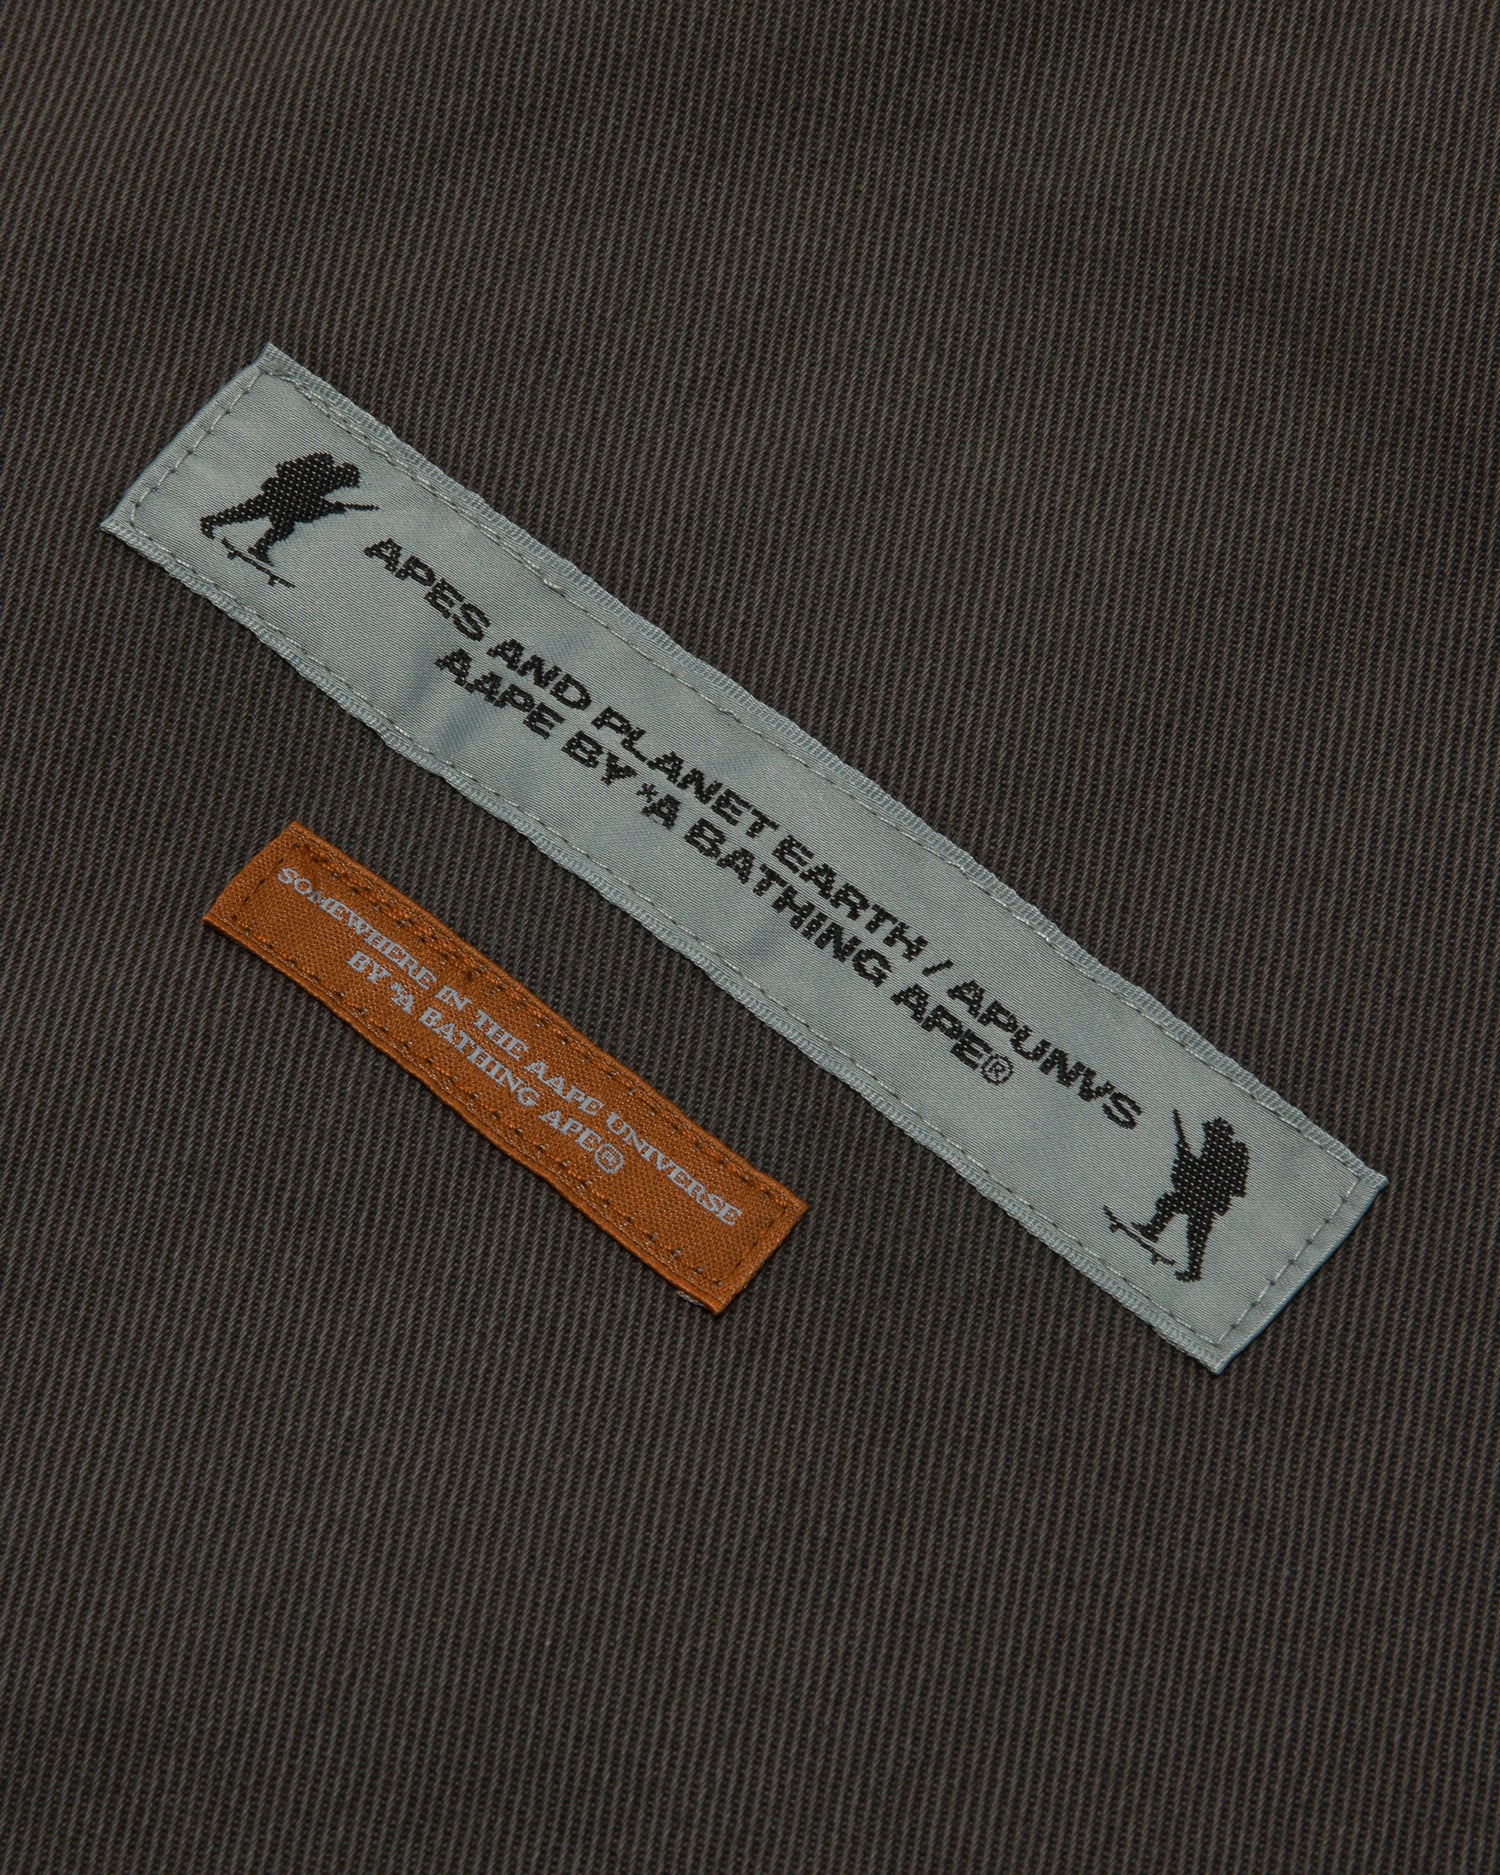 APES AND PLANET EARTH / APUNVS
AAPE BY *A BATHING APE®
SOMEWHERE IN THE AAPE UNIVERSE
BY *A BATHING APE®